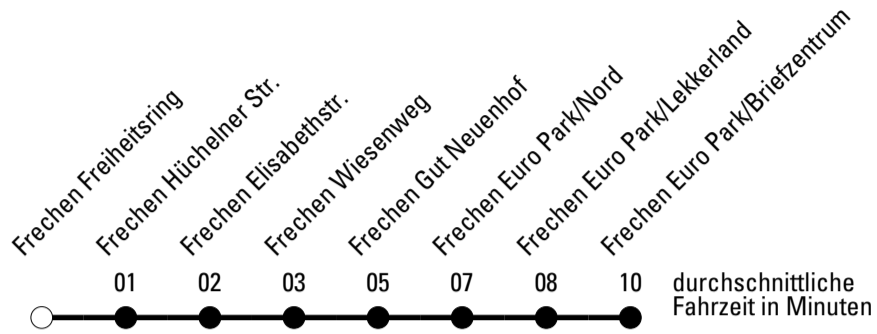 Frechen Freiheitsring
Frechen Hüchelner Str.
Frechen Elisabethstr.
Frechen Wiesenweg
Frechen Gut Neuenhof
Frechen Euro Park/Nord
Frechen Euro Park/Lekkerland
Frechen Euro Park/Briefzentrum
01 02 03 05 07 08 10
durchschnittliche
Fahrzeit in Minuten